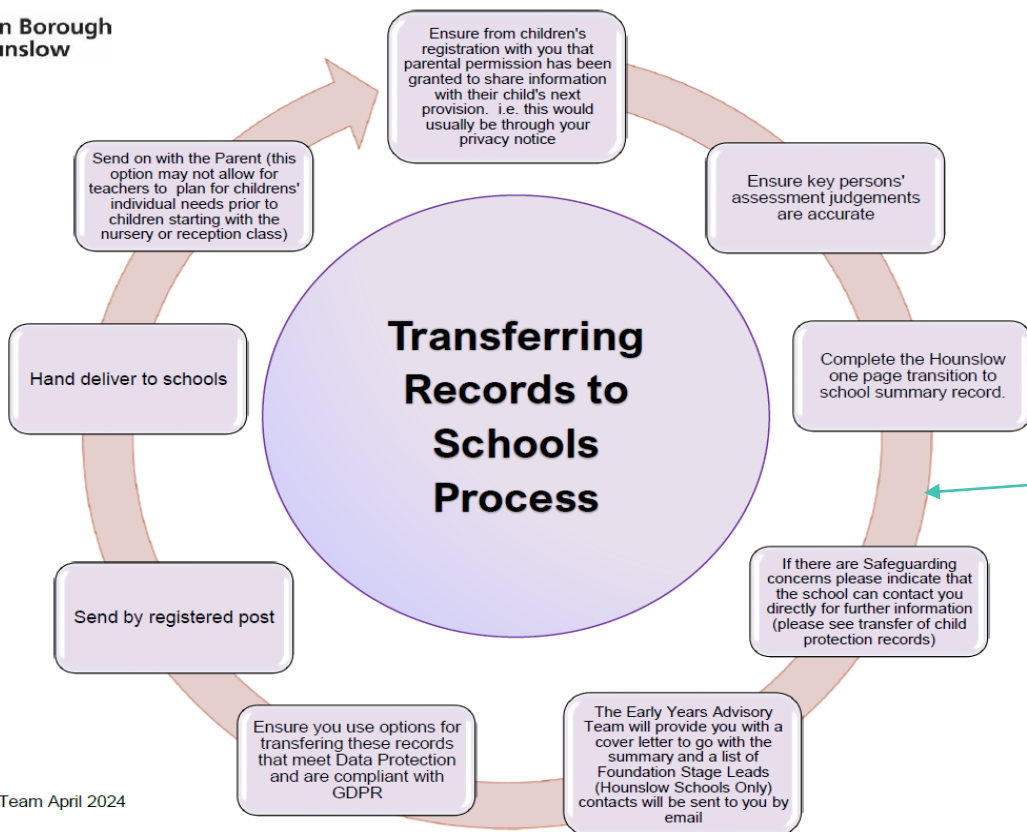 n Borough
unslow
Ensure from children's
registration with you that
parental permission has been
granted to share information
with their child's next
provision. i.e. this would
usually be through your
privacy notice
Ensure key persons'
assessment judgements
are accurate
Complete the Hounslow
one page transition to
school summary record.
If there are Safeguarding
concerns please indicate that
the school can contact you
directly for further information
(please see transfer of child
protection records)
The Early Years Advisory
Team will provide you with a
cover letter to go with the
summary and a list of
Foundation Stage Leads
(Hounslow Schools Only)
contacts will be sent to you by
email
Ensure you use options for
transfering these records
that meet Data Protection
and are compliant with
GDPR
Send by registered post
Hand deliver to schools
Send on with the Parent (this
option may not allow for
teachers to plan for childrens'
individual needs prior to
children starting with the
nursery or reception class)
Transferring
Records to
Schools
Process
Team April 2024